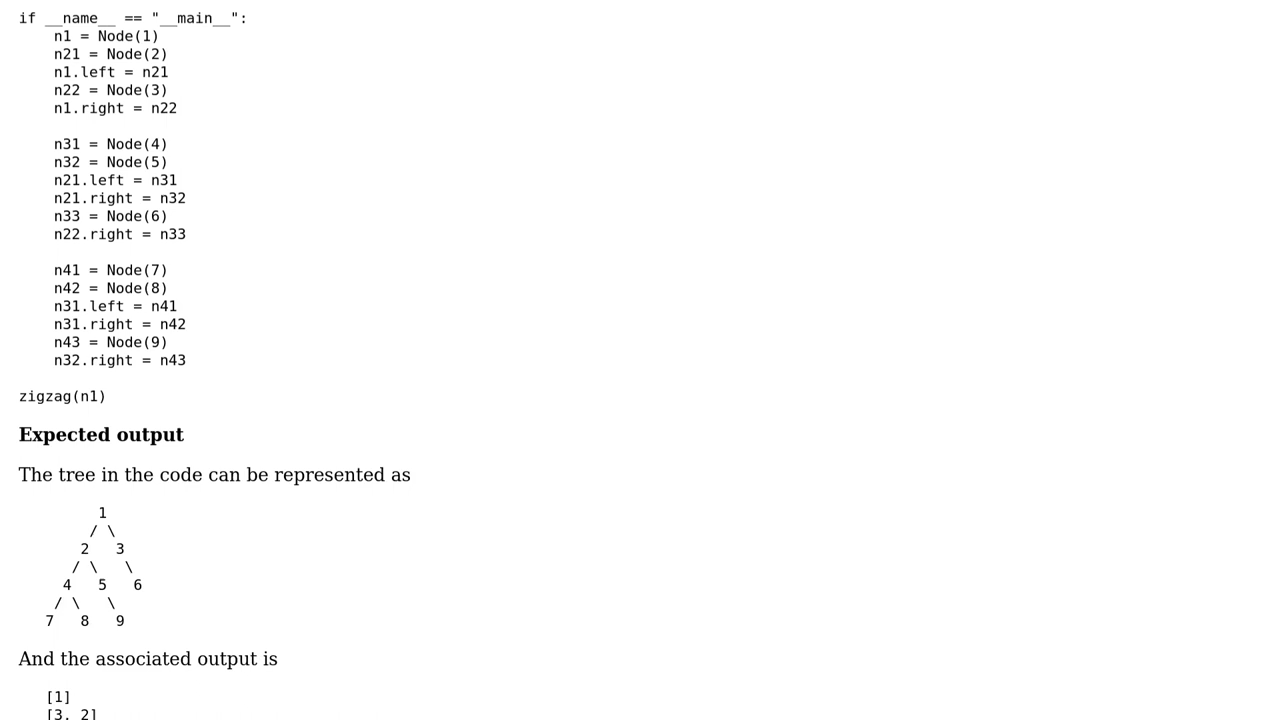 if __name__ == "__main__":
    n1 = Node(1)
    n21 = Node(2)
    n1.left = n21
    n22 = Node(3)
    n1.right = n22

    n31 = Node(4)
    n32 = Node(5)
    n21.left = n31
    n21.right = n32
    n33 = Node(6)
    n22.right = n33

    n41 = Node(7)
    n42 = Node(8)
    n31.left = n41
    n31.right = n42
    n43 = Node(9)
    n32.right = n43

zigzag(n1)
Expected output
The tree in the code can be represented as
         1
        / \
       2   3
      / \   \
     4   5   6
    / \   \
   7   8   9
And the associated output is
   [1]
   [3, 2]